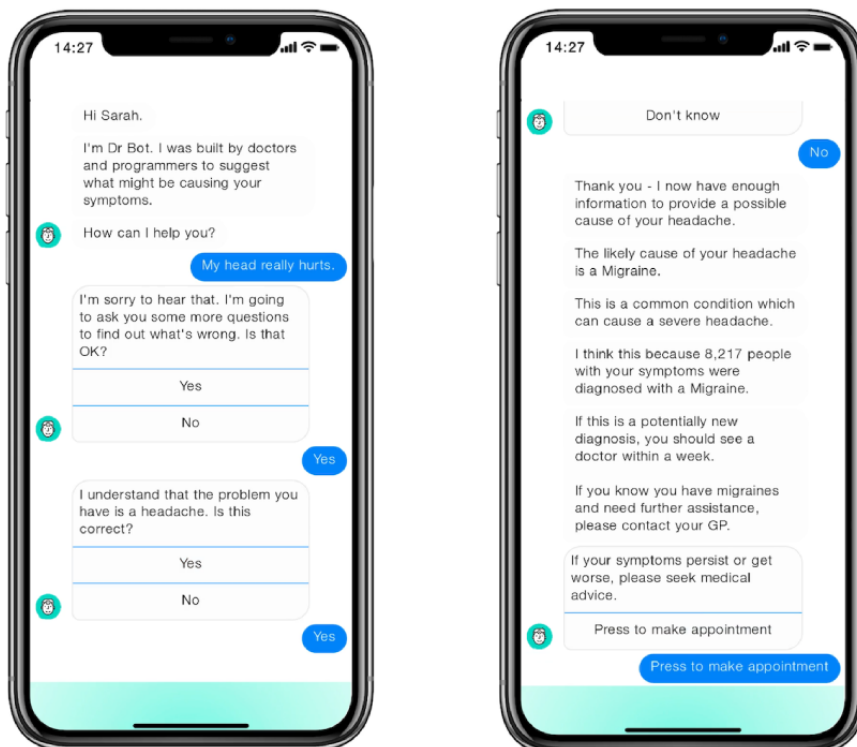 14:27
Hi Sarah.
I'm Dr Bot. I was built by doctors
and programmers to suggest
what might be causing your
symptoms.
How can I help you?
My head really hurts.
I'm sorry to hear that. I'm going
to ask you some more questions
to find out what's wrong. Is that
OK?
Yes
No
Yes
I understand that the problem you
have is a headache. Is this
correct?
Yes
No
Yes
14:27
Don't know
No
Thank you - I now have enough
information to provide a possible
cause of your headache.
The likely cause of your headache
is a Migraine.
This is a common condition which
can cause a severe headache.
I think this because 8,217 people
with your symptoms were
diagnosed with a Migraine.
If this is a potentially new
diagnosis, you should see a
doctor within a week.
If you know you have migraines
and need further assistance,
please contact your GP.
If your symptoms persist or get
worse, please seek medical
advice.
Press to make appointment
Press to make appointment